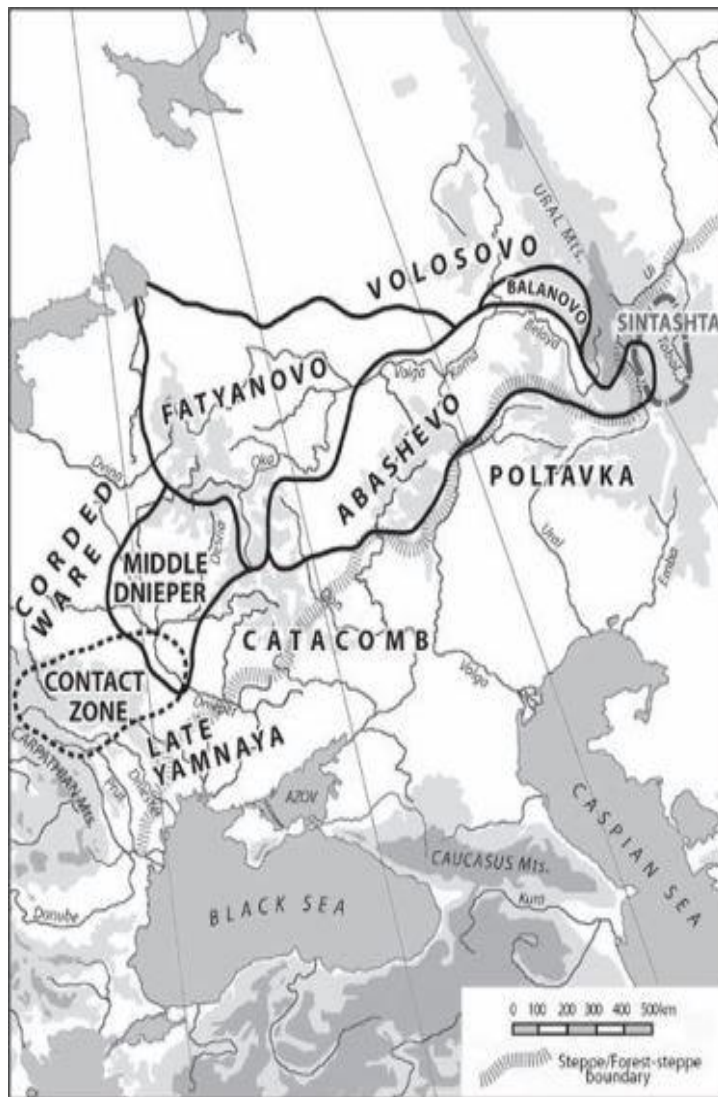 URAL MTS.
VOLOSOVO
BALANOVO
Ui
SINTASHTA
Tobol
Belaya
FATYANOVO
Volga
Kama
Oka
ABASHEVO
Dvina
POLTAVKA
CORDED
WARE
Desna
MIDDLE
DNIEPER
Ural
Emba
CATACOMB
CONTACT
ZONE
Volga
Dnieper
LATE
YAMNAYA
CARPATHIAN Mts.
Prut
AZOV
CASPIAN SEA
CAUCASUS Mts.
BLACK SEA
Kura
Danube
0 100 200 300 400 500km
Steppe/Forest-steppe
boundary